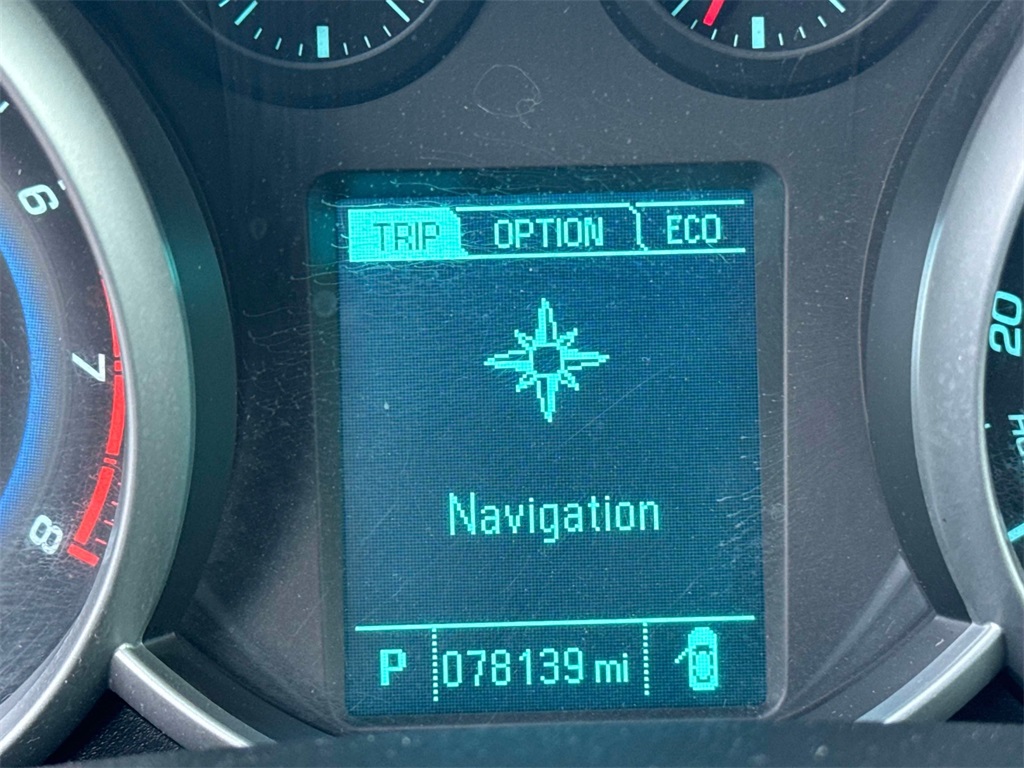 TRIP OPTION ECO
6
7
8
20
Navigation
P 078139 mi